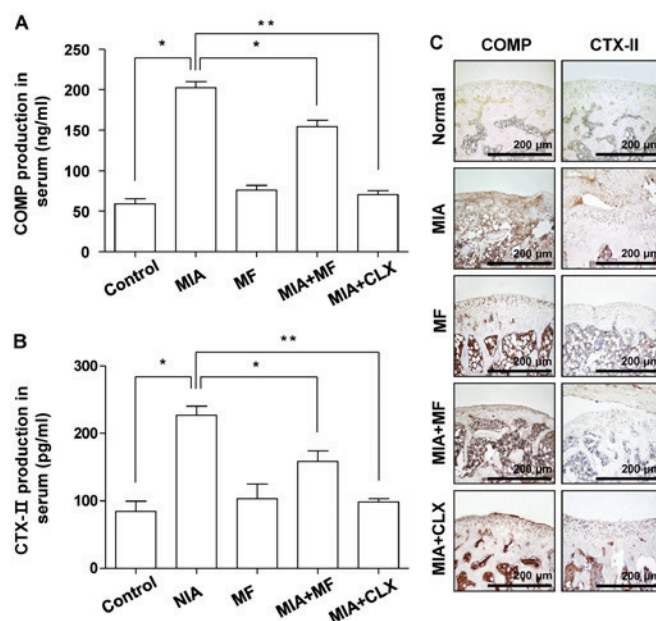 A
COMP production in
serum (ng/ml)
250
200
150
100
50
0
* ** *
Control MIA MF MIA+MF MIA+CLX
B
CTX-II production in
serum (pg/ml)
300
200
100
0
* ** *
Control NIA MF MIA+MF MIA+CLX
C
COMP CTX-II
Normal
200 µm 200 µm
MIA
200 µm 200 µm
MF
200 µm 200 µm
MIA+MF
200 µm 200 µm
MIA+CLX
200 µm 200 µm